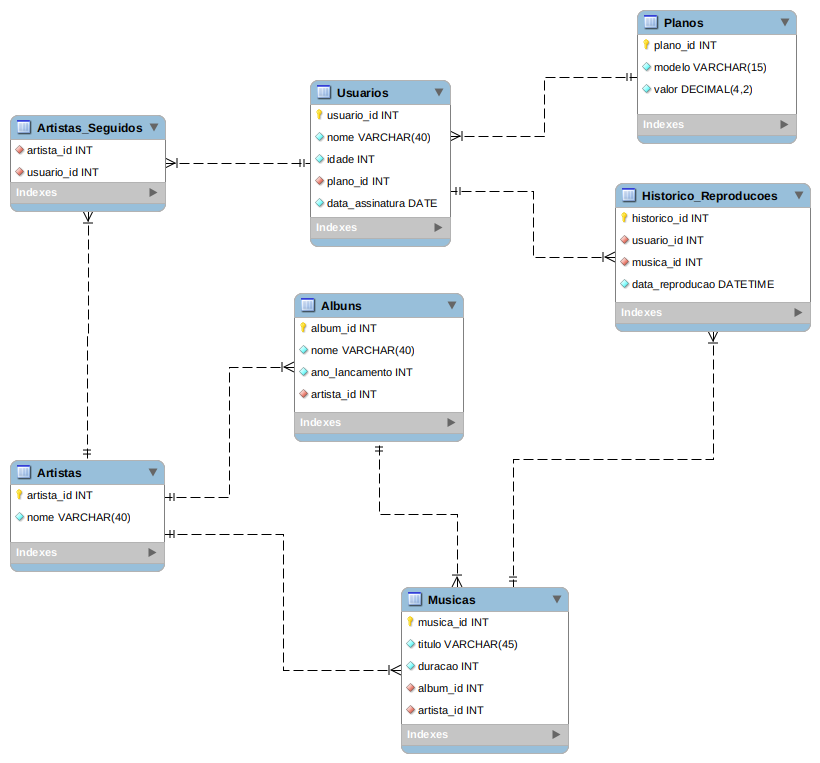 Planos
plano_id INT
modelo VARCHAR(15)
valor DECIMAL(4,2)
Indexes
Usuarios
usuario_id INT
nome VARCHAR(40)
idade INT
plano_id INT
data_assinatura DATE
Indexes
Artistas_Seguidos
artista_id INT
usuario_id INT
Indexes
Historico_Reproducoes
historico_id INT
usuario_id INT
musica_id INT
data_reproducao DATETIME
Indexes
Albuns
album_id INT
nome VARCHAR(40)
ano_lancamento INT
artista_id INT
Indexes
Artistas
artista_id INT
nome VARCHAR(40)
Indexes
Musicas
musica_id INT
titulo VARCHAR(45)
duracao INT
album_id INT
artista_id INT
Indexes